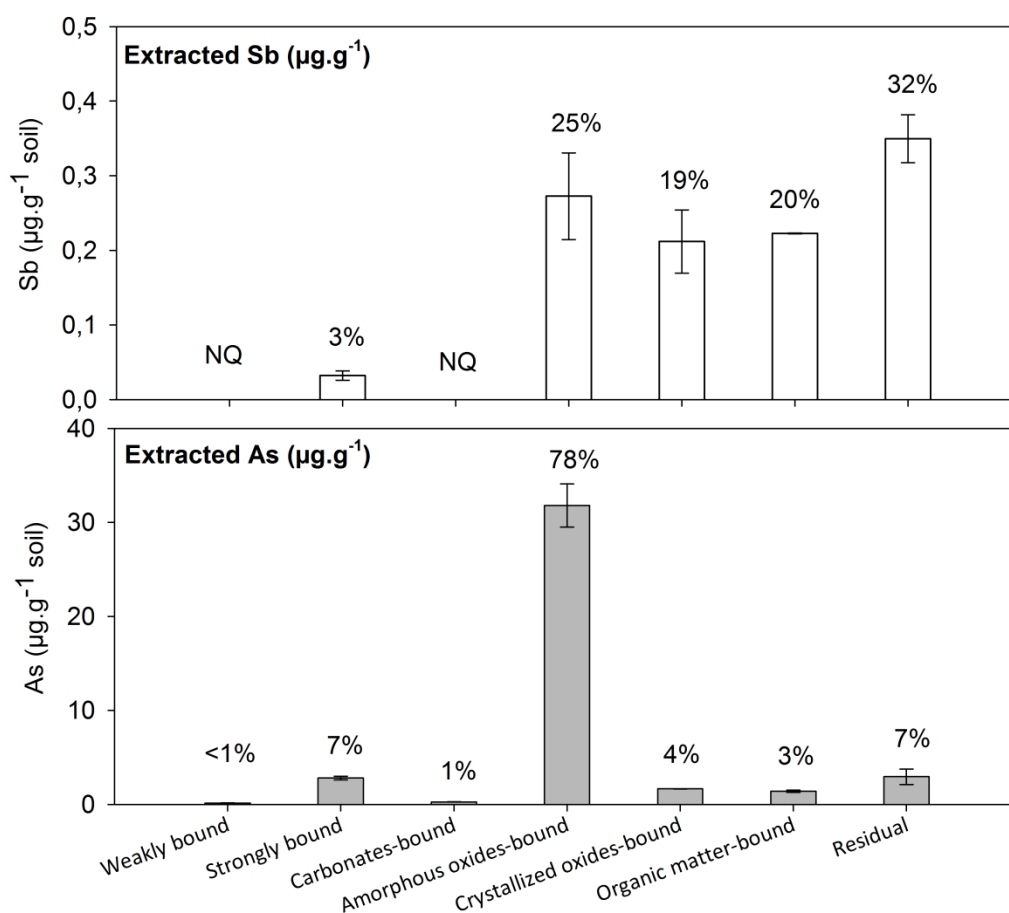 Extracted Sb (µg.g-1)
Sb (µg.g-1 soil)
0,5
0,4
0,3
0,2
0,1
0,0
NQ
3%
NQ
25%
19%
20%
32%
Extracted As (µg.g-1)
As (µg.g-1 soil)
40
30
20
10
0
<1%
7%
1%
78%
4%
3%
7%
Weakly bound
Strongly bound
Carbonates-bound
Amorphous oxides-bound
Crystallized oxides-bound
Organic matter-bound
Residual